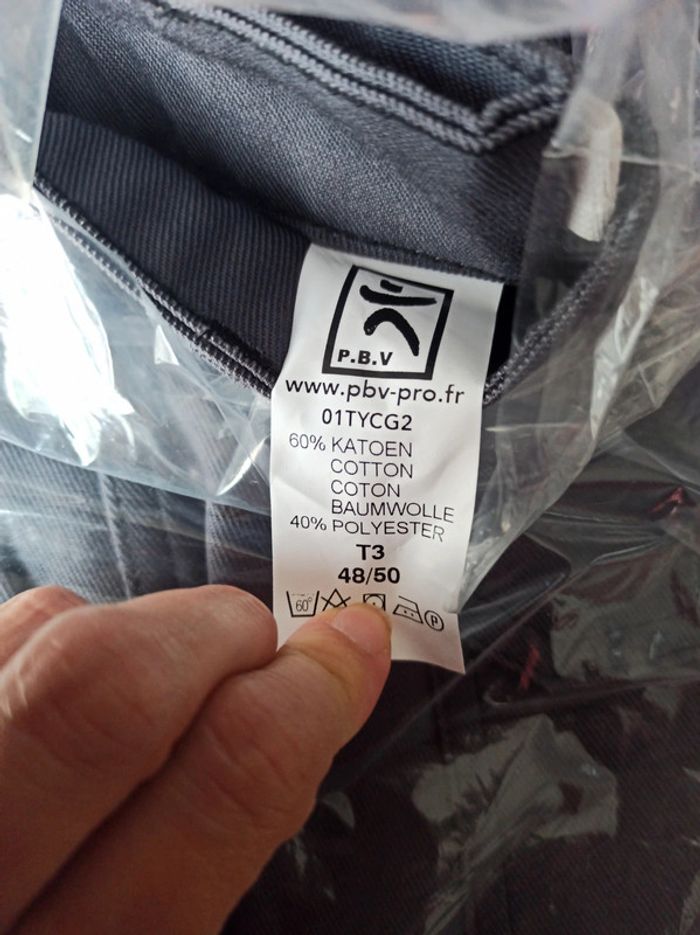 P.B.V
www.pbv-pro.fr
01TYCG2
60% KATOEN
COTTON
COTON
BAUMWOLLE
40% POLYESTER
T3
48/50
60°
P